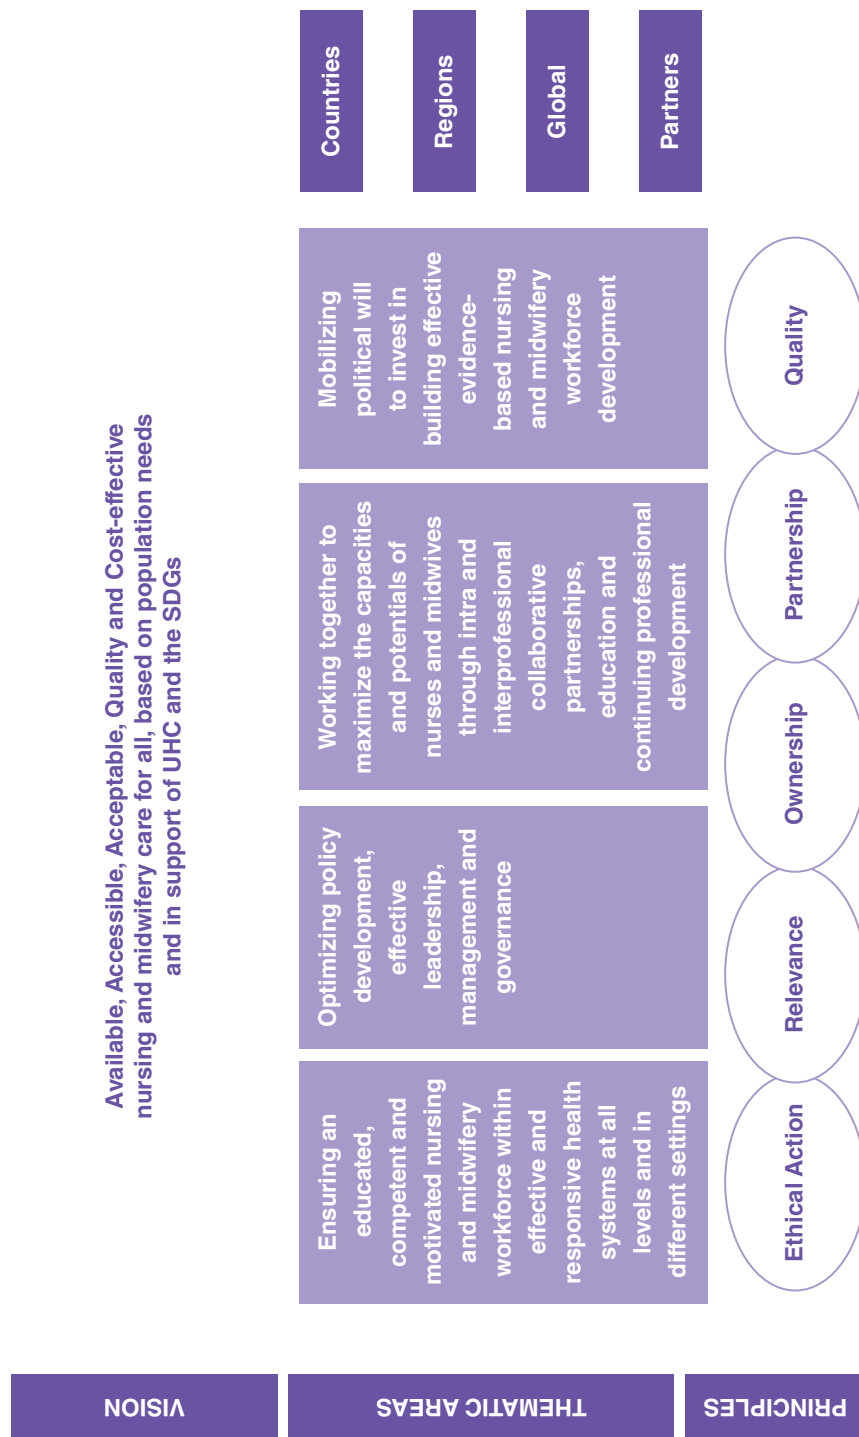 VISION
Available, Accessible, Acceptable, Quality and Cost-effective
nursing and midwifery care for all, based on population needs
and in support of UHC and the SDGs
THEMATIC AREAS
Ensuring an
educated,
competent and
motivated nursing
and midwifery
workforce within
effective and
responsive health
systems at all
levels and in
different settings
Optimizing policy
development,
effective
leadership,
management and
governance
Working together to
maximize the capacities
and potentials of
nurses and midwives
through intra and
interprofessional
collaborative
partnerships,
education and
continuing professional
development
Mobilizing
political will
to invest in
building effective
evidence-
based nursing
and midwifery
workforce
development
Countries
Regions
Global
Partners
PRINCIPLES
Ethical Action
Relevance
Ownership
Partnership
Quality